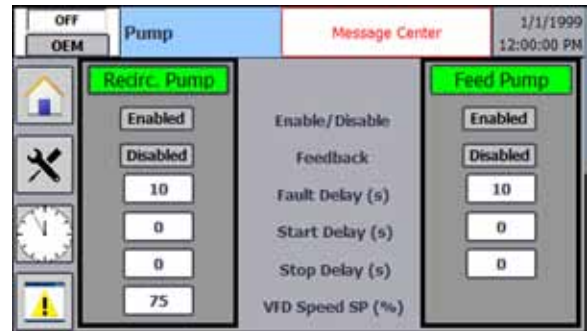 OFF
OEM
Pump
Message Center
1/1/1999
12:00:00 PM
Recirc. Pump
Feed Pump
Enabled
Enable/Disable
Enabled
Disabled
Feedback
Disabled
10
Fault Delay (s)
10
0
Start Delay (s)
0
0
Stop Delay (s)
0
75
VFD Speed SP (%)